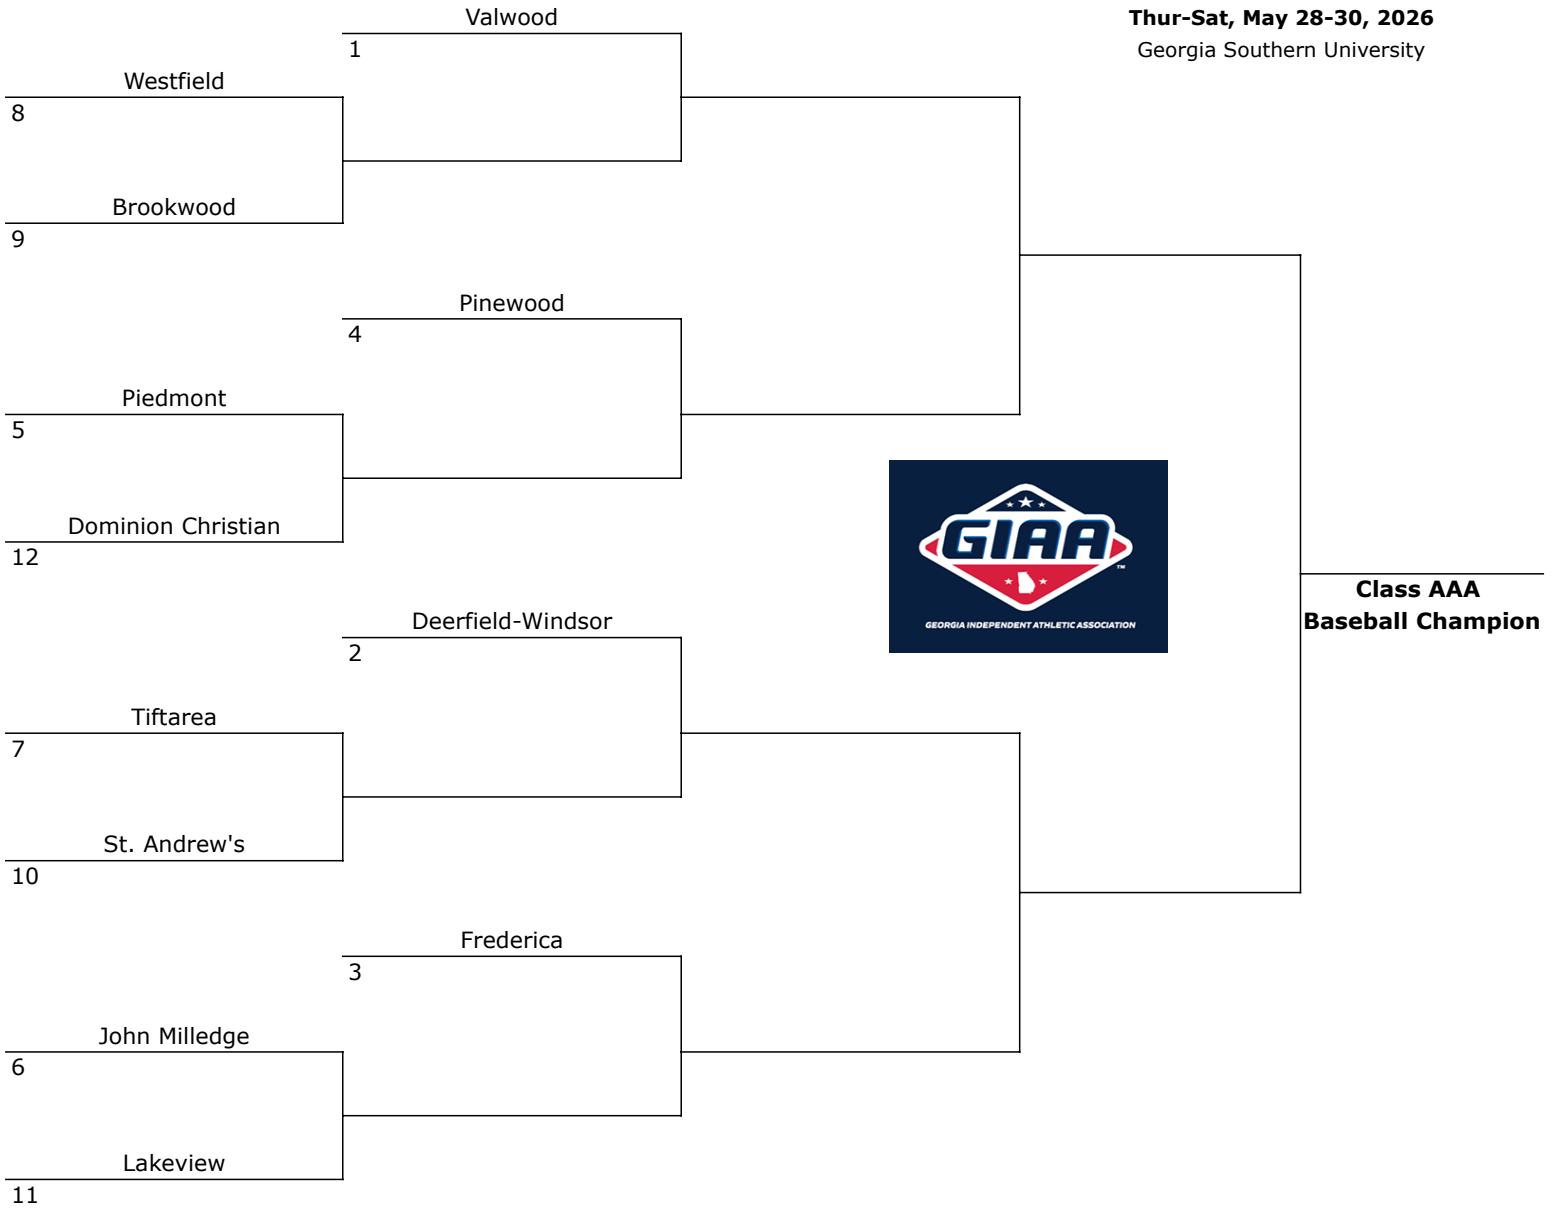 Valwood
Thur-Sat, May 28-30, 2026
1
Georgia Southern University
Westfield
8
Brookwood
9
Pinewood
4
Piedmont
5
Dominion Christian
12
GIAA
TM
GEORGIA INDEPENDENT ATHLETIC ASSOCIATION
Class AAA
Baseball Champion
Deerfield-Windsor
2
Tiftarea
7
St. Andrew's
10
Frederica
3
John Milledge
6
Lakeview
11